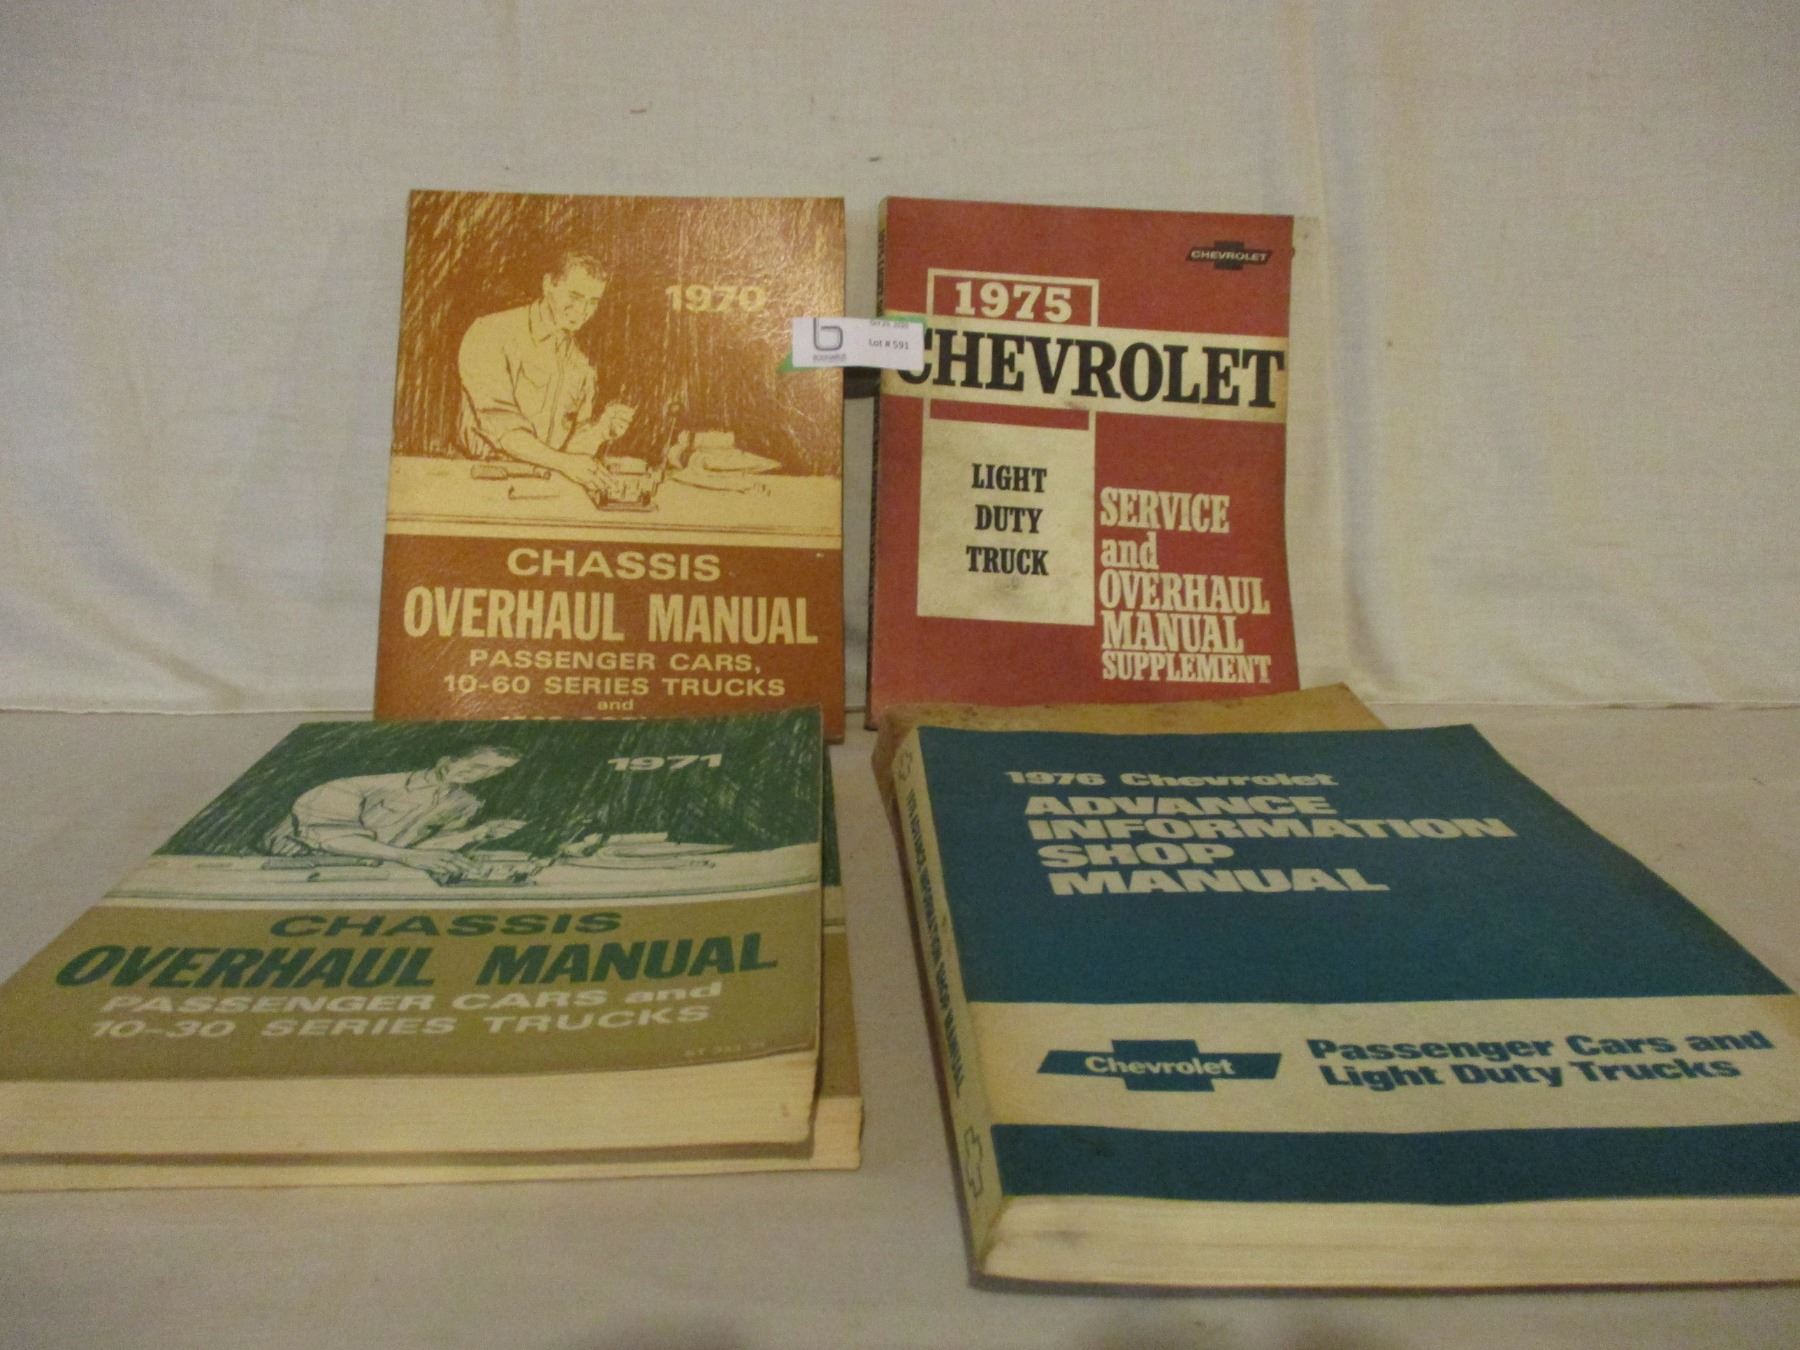 1970
CHASSIS
OVERHAUL MANUAL
PASSENGER CARS,
10-60 SERIES TRUCKS
and
Lot # 591
CHEVROLET
1975
CHEVROLET
LIGHT
DUTY
TRUCK
SERVICE
and
OVERHAUL
MANUAL
SUPPLEMENT
1971
CHASSIS
OVERHAUL MANUAL
PASSENGER CARS and
10-30 SERIES TRUCKS
1976 Chevrolet
ADVANCE
INFORMATION
SHOP
MANUAL
Chevrolet
Passenger Cars and
Light Duty Trucks